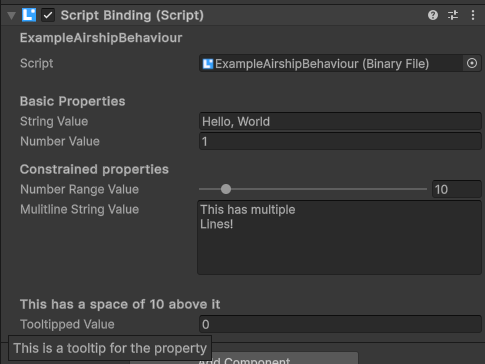 Script Binding (Script)
ExampleAirshipBehaviour
Script ExampleAirshipBehaviour (Binary File)
Basic Properties
String Value Hello, World
Number Value 1
Constrained properties
Number Range Value 10
Mulitline String Value This has multiple
Lines!
This has a space of 10 above it
Tooltipped Value 0
This is a tooltip for the property
Add Component